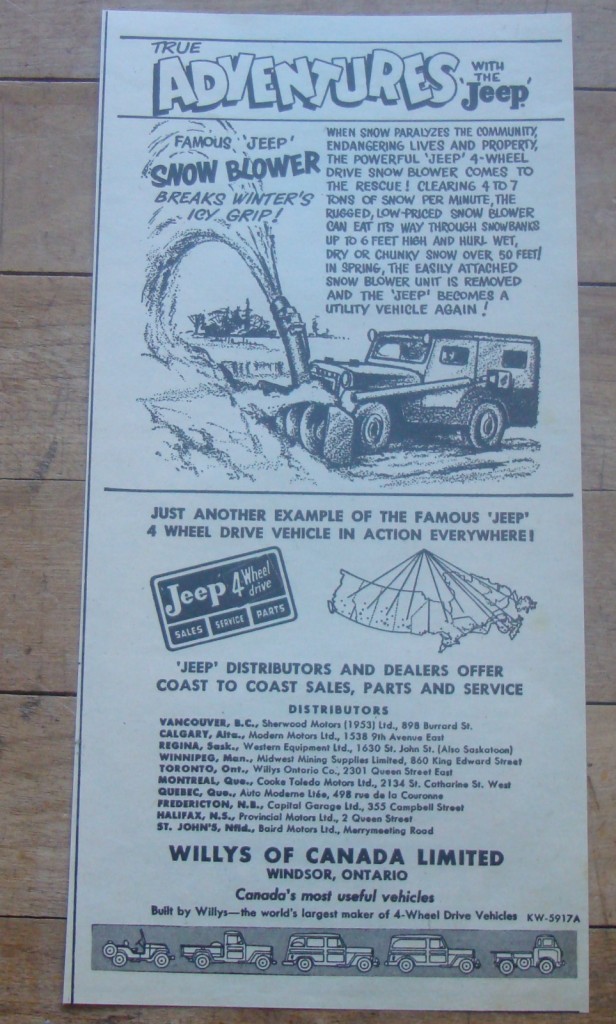 TRUE
ADVENTURES
WITH
THE
'Jeep'
FAMOUS 'JEEP'
SNOW BLOWER
BREAKS WINTER'S
ICY GRIP!
WHEN SNOW PARALYZES THE COMMUNITY,
ENDANGERING LIVES AND PROPERTY,
THE POWERFUL 'JEEP' 4-WHEEL
DRIVE SNOW BLOWER COMES TO
THE RESCUE! CLEARING 4 TO 7
TONS OF SNOW PER MINUTE, THE
RUGGED, LOW-PRICED SNOW BLOWER
CAN EAT ITS WAY THROUGH SNOWBANKS
UP TO 6 FEET HIGH AND HURL WET,
DRY OR CHUNKY SNOW OVER 50 FEET!
IN SPRING, THE EASILY ATTACHED
SNOW BLOWER UNIT IS REMOVED
AND THE 'JEEP' BECOMES A
UTILITY VEHICLE AGAIN!
JUST ANOTHER EXAMPLE OF THE FAMOUS 'JEEP'
4 WHEEL DRIVE VEHICLE IN ACTION EVERYWHERE!
Jeep 4 Wheel drive
SALES SERVICE PARTS
'JEEP' DISTRIBUTORS AND DEALERS OFFER
COAST TO COAST SALES, PARTS AND SERVICE
DISTRIBUTORS
VANCOUVER, B.C., Sherwood Motors (1953) Ltd., 898 Burrard St.
CALGARY, Alta., Modern Motors Ltd., 1538 9th Avenue East
REGINA, Sask., Western Equipment Ltd., 1630 St. John St. (Also Saskatoon)
WINNIPEG, Man., Midwest Mining Supplies Limited, 860 King Edward Street
TORONTO, Ont., Willys Ontario Co., 2301 Queen Street East
MONTREAL, Que., Cooke Toledo Motors Ltd., 2134 St. Catharine St. West
QUEBEC, Que., Auto Moderne Ltée, 498 rue de la Couronne
FREDERICTON, N.B., Capital Garage Ltd., 355 Campbell Street
HALIFAX, N.S., Provincial Motors Ltd., 2 Queen Street
ST. JOHN'S, Nfld., Baird Motors Ltd., Merrymeeting Road
WILLYS OF CANADA LIMITED
WINDSOR, ONTARIO
Canada's most useful vehicles
Built by Willys—the world's largest maker of 4-Wheel Drive Vehicles KW-5917A